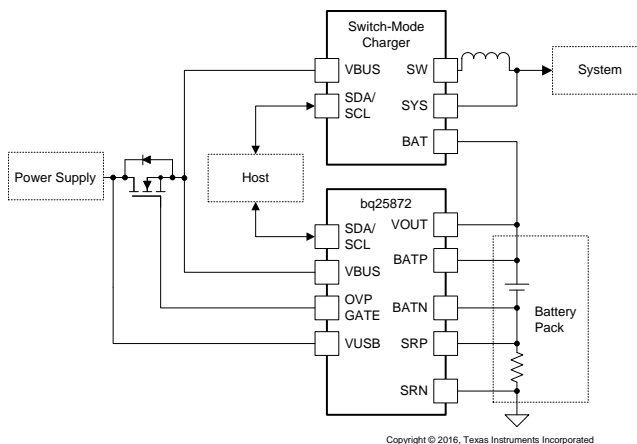 Switch-Mode
Charger
VBUS
SW
SDA/
SCL
SYS
BAT
System
Power Supply
Host
bq25872
SDA/
SCL
VOUT
VBUS
BATP
OVP
GATE
BATN
VUSB
SRP
SRN
Battery
Pack
Copyright © 2016, Texas Instruments Incorporated